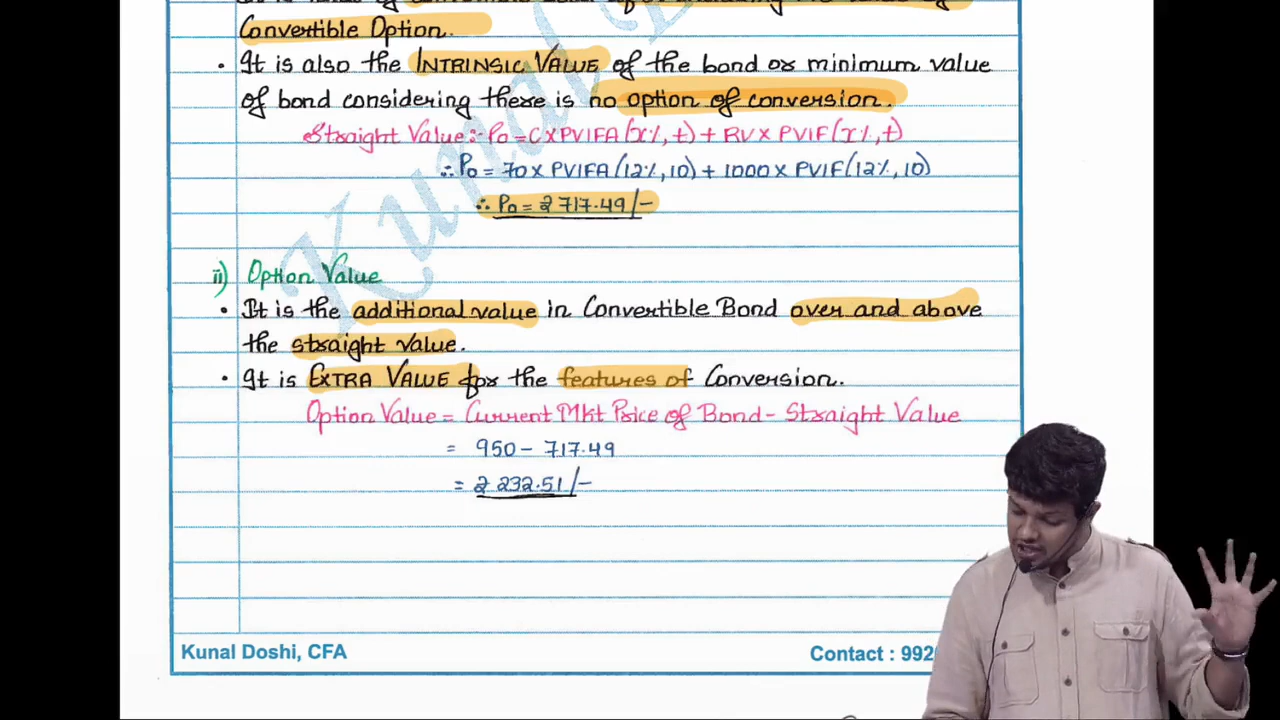 Convertible Option.
• It is also the INTRINSIC VALUE of the bond or minimum value
of bond considering there is no option of conversion.
Straight Value:- P0 = C x PVIFA (r%, t) + RV x PVIF (r%, t)
∴ P0 = 70 x PVIFA (12%, 10) + 1000 x PVIF (12%, 10)
∴ P0 = ₹ 717.49/-
ii) Option Value
• It is the additional value in Convertible Bond over and above
the straight value.
• It is EXTRA VALUE for the features of Conversion.
Option Value = Current Mkt Price of Bond - Straight Value
= 950 - 717.49
= ₹ 232.51/-
Kunal Doshi, CFA
Contact : 992
Kunal